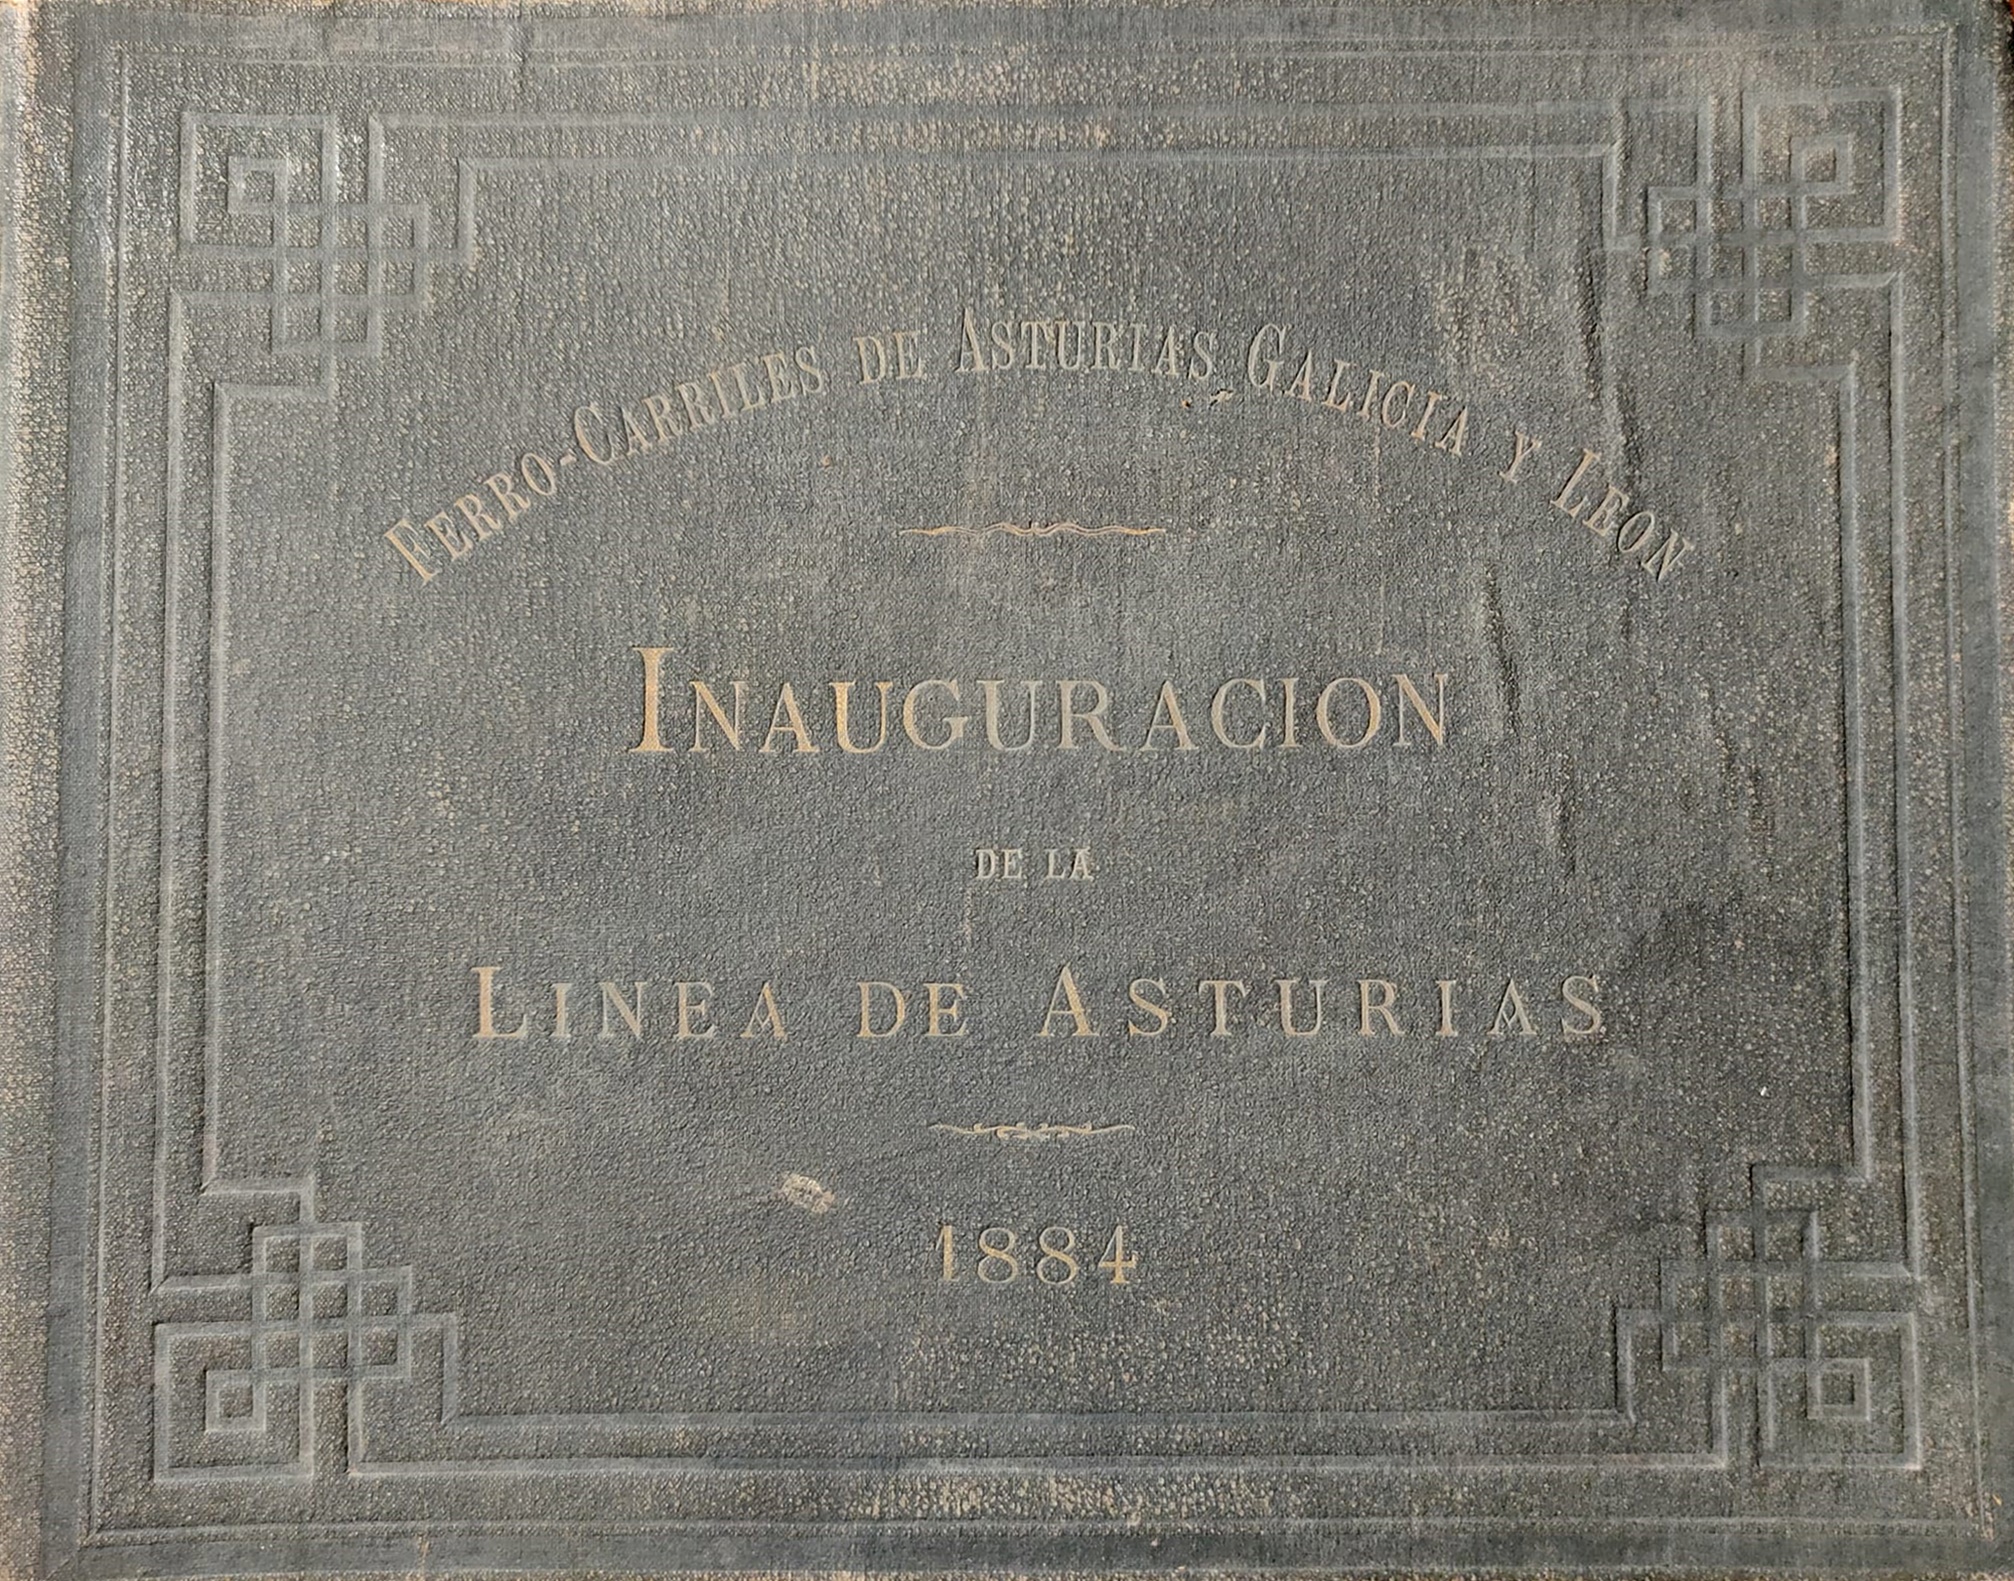 FERRO-CARRILES DE ASTURIAS GALICIA Y LEON
INAUGURACION
DE LA
LINEA DE ASTURIAS
1884